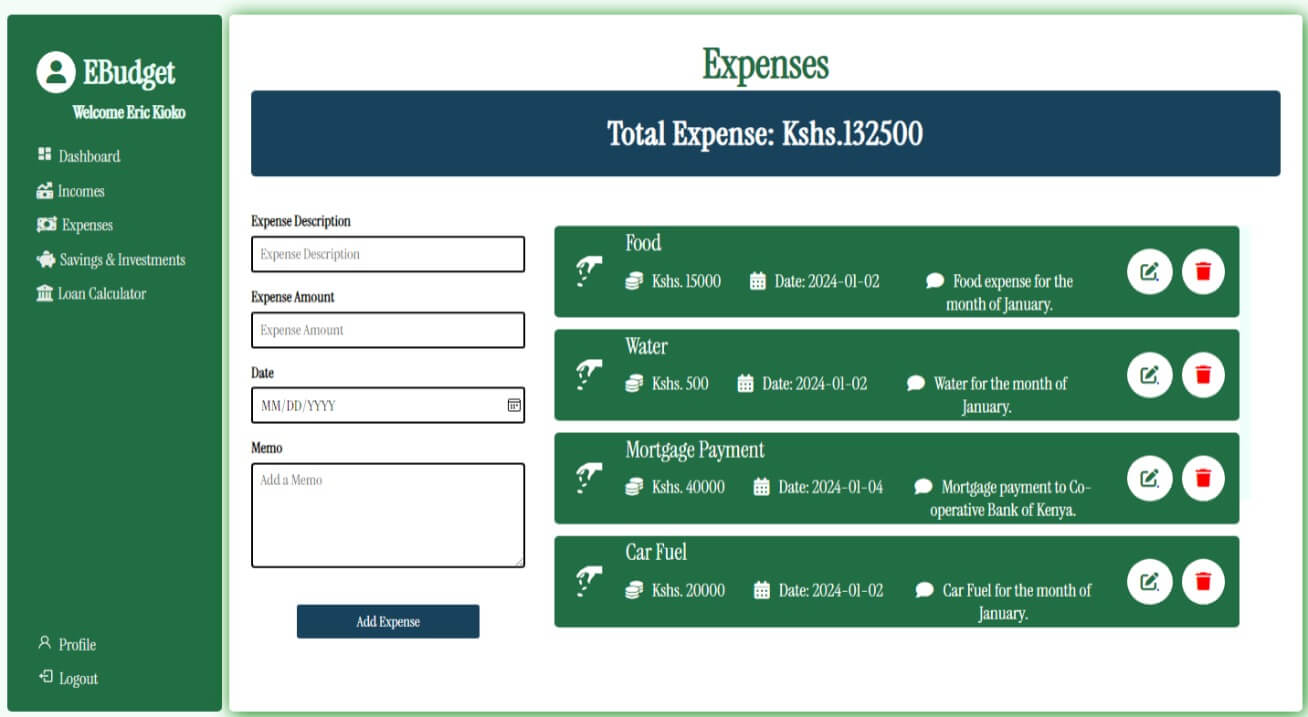 EBudget
Welcome Eric Kioko
Dashboard
Incomes
Expenses
Savings & Investments
Loan Calculator
Profile
Logout
Expenses
Total Expense: Kshs.132500
Expense Description
Expense Description
Expense Amount
Expense Amount
Date
MM/DD/YYYY
Memo
Add a Memo
Add Expense
Food
Kshs. 15000 Date: 2024-01-02 Food expense for the
month of January.
Water
Kshs. 500 Date: 2024-01-02 Water for the month of
January.
Mortgage Payment
Kshs. 40000 Date: 2024-01-04 Mortgage payment to Co-
operative Bank of Kenya.
Car Fuel
Kshs. 20000 Date: 2024-01-02 Car Fuel for the month of
January.